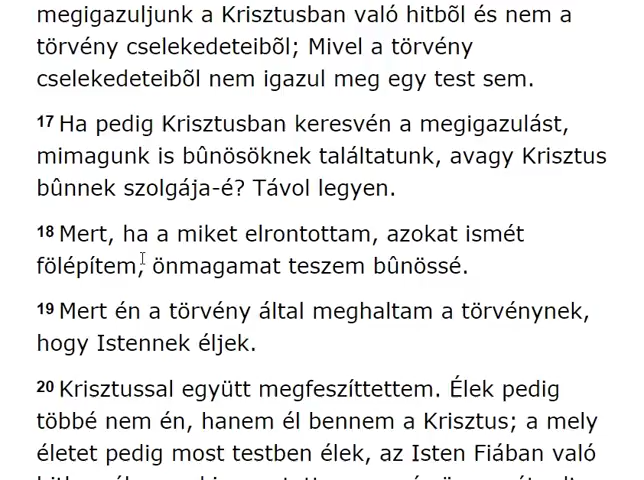 megigazuljunk a Krisztusban való hitbõl és nem a
törvény cselekedeteibõl; Mivel a törvény
cselekedeteibõl nem igazul meg egy test sem.
17 Ha pedig Krisztusban keresvén a megigazulást,
mimagunk is bûnösöknek találtatunk, avagy Krisztus
bûnnek szolgája-é? Távol legyen.
18 Mert, ha a miket elrontottam, azokat ismét
fölépítem, önmagamat teszem bûnössé.
19 Mert én a törvény által meghaltam a törvénynek,
hogy Istennek éljek.
20 Krisztussal együtt megfeszíttettem. Élek pedig
többé nem én, hanem él bennem a Krisztus; a mely
életet pedig most testben élek, az Isten Fiában való